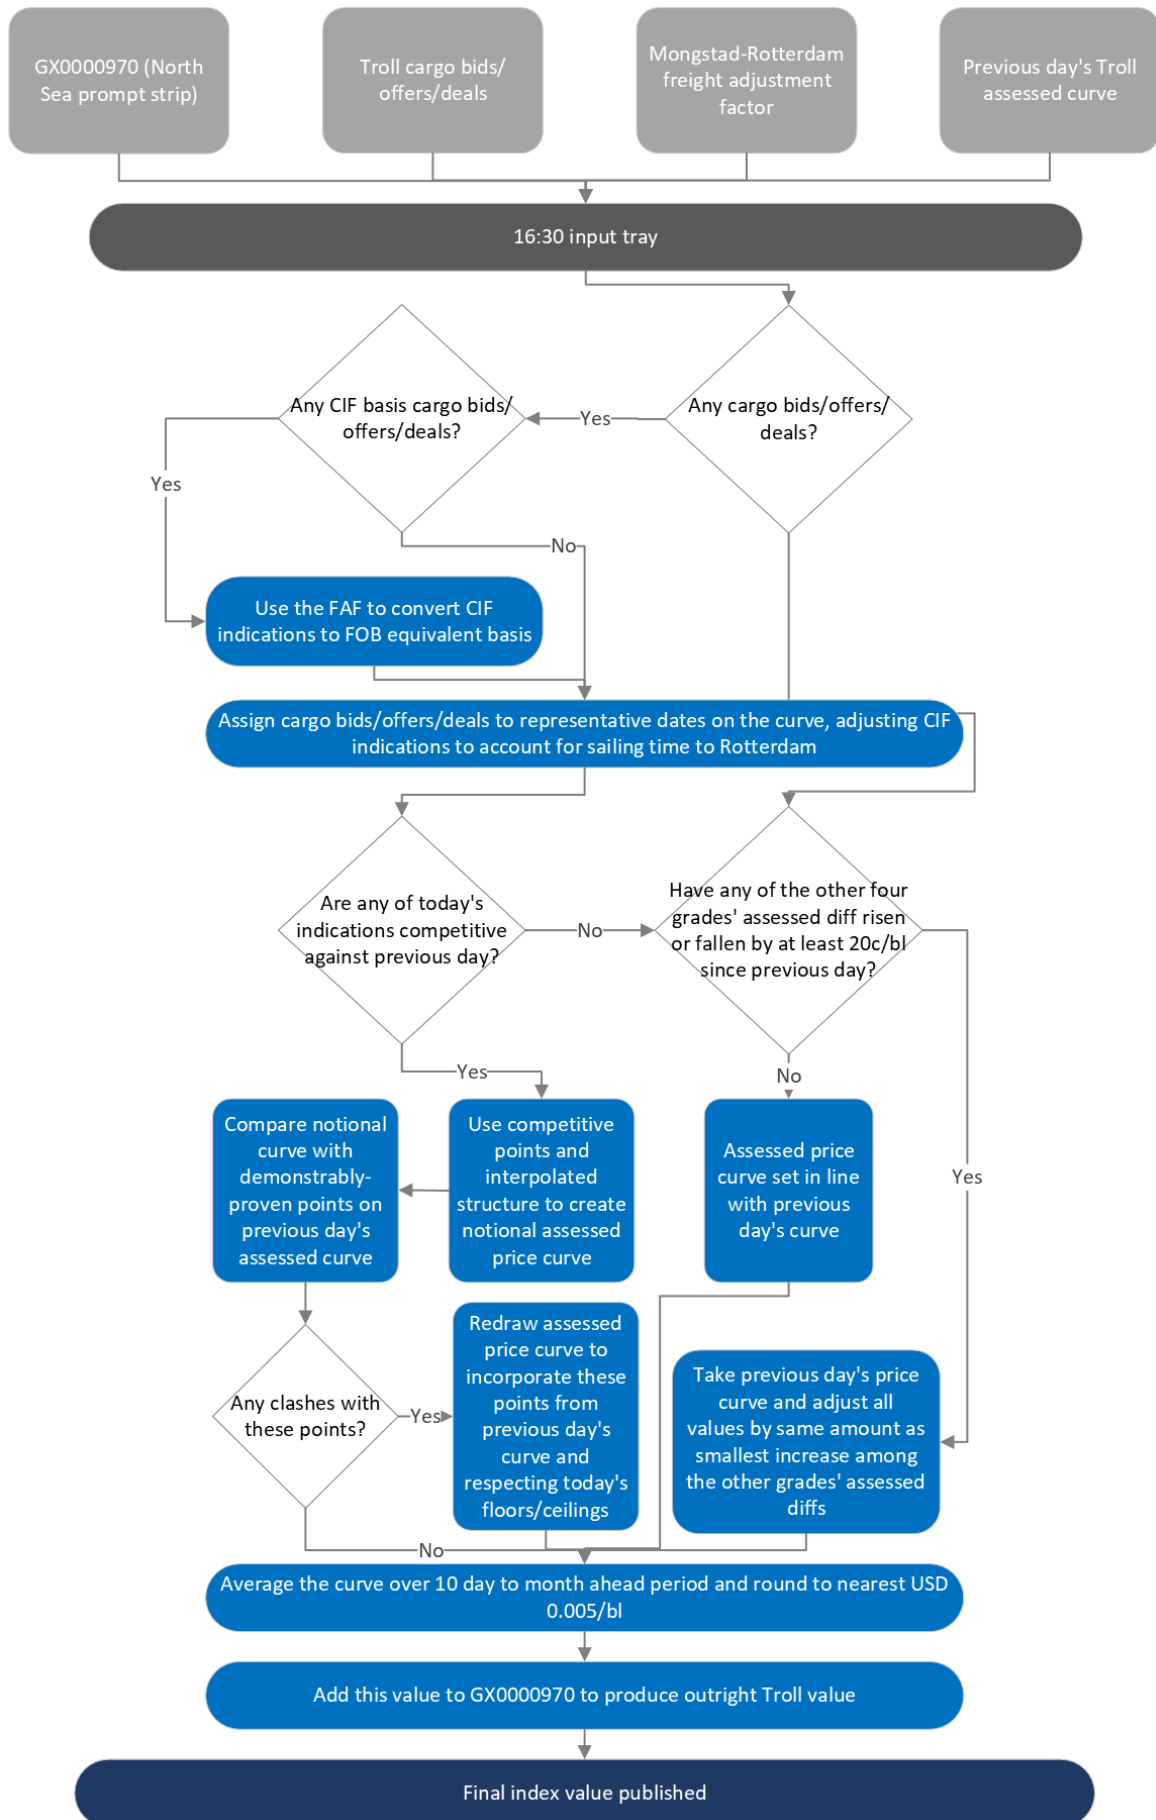 GX0000970 (North
Sea prompt strip)
Troll cargo bids/
offers/deals
Mongstad-Rotterdam
freight adjustment
factor
Previous day's Troll
assessed curve
16:30 input tray
Any CIF basis cargo bids/
offers/deals?
Yes
Any cargo bids/offers/
deals?
Yes
No
Use the FAF to convert CIF
indications to FOB equivalent basis
Assign cargo bids/offers/deals to representative dates on the curve, adjusting CIF
indications to account for sailing time to Rotterdam
Are any of today's
indications competitive
against previous day?
No
Have any of the other four
grades' assessed diff risen
or fallen by at least 20c/bl
since previous day?
Yes
No
Compare notional
curve with
demonstrably-
proven points on
previous day's
assessed curve
Use competitive
points and
interpolated
structure to create
notional assessed
price curve
Assessed price
curve set in line
with previous
day's curve
Yes
Any clashes with
these points?
Yes
Redraw assessed
price curve to
incorporate these
points from
previous day's
curve and
respecting today's
floors/ceilings
Take previous day's price
curve and adjust all
values by same amount as
smallest increase among
the other grades' assessed
diffs
No
Average the curve over 10 day to month ahead period and round to nearest USD
0.005/bl
Add this value to GX0000970 to produce outright Troll value
Final index value published